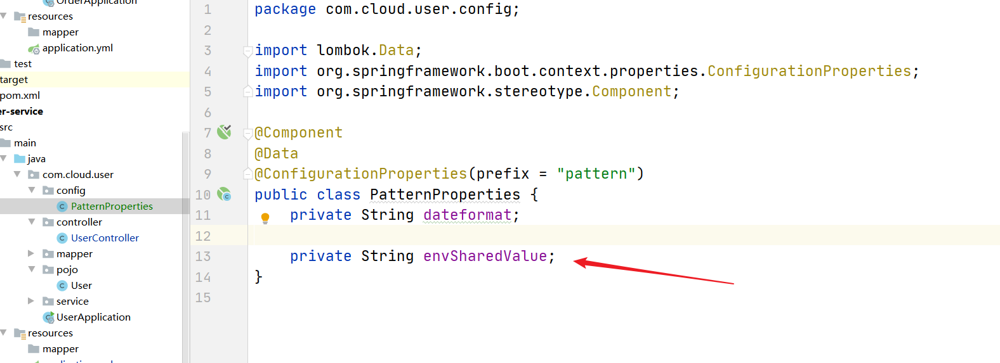 OrderApplication
resources
mapper
application.yml
test
target
pom.xml
er-service
src
main
java
com.cloud.user
config
PatternProperties
controller
UserController
mapper
pojo
User
service
UserApplication
resources
mapper
1 package com.cloud.user.config;
2
3 import lombok.Data;
4 import org.springframework.boot.context.properties.ConfigurationProperties;
5 import org.springframework.stereotype.Component;
6
7 @Component
8 @Data
9 @ConfigurationProperties(prefix = "pattern")
10 public class PatternProperties {
11 private String dateformat;
12
13 private String envSharedValue;
14 }
15